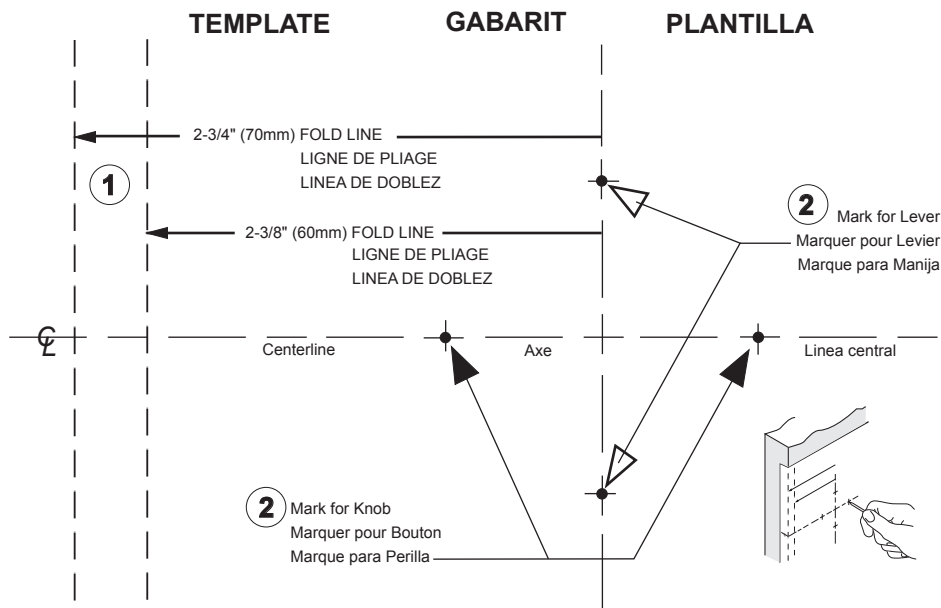 TEMPLATE GABARIT PLANTILLA
2-3/4" (70mm) FOLD LINE
LIGNE DE PLIAGE
LINEA DE DOBLEZ
1
2 Mark for Lever
Marquer pour Levier
Marque para Manija
2-3/8" (60mm) FOLD LINE
LIGNE DE PLIAGE
LINEA DE DOBLEZ
℄
Centerline Axe Linea central
2 Mark for Knob
Marquer pour Bouton
Marque para Perilla